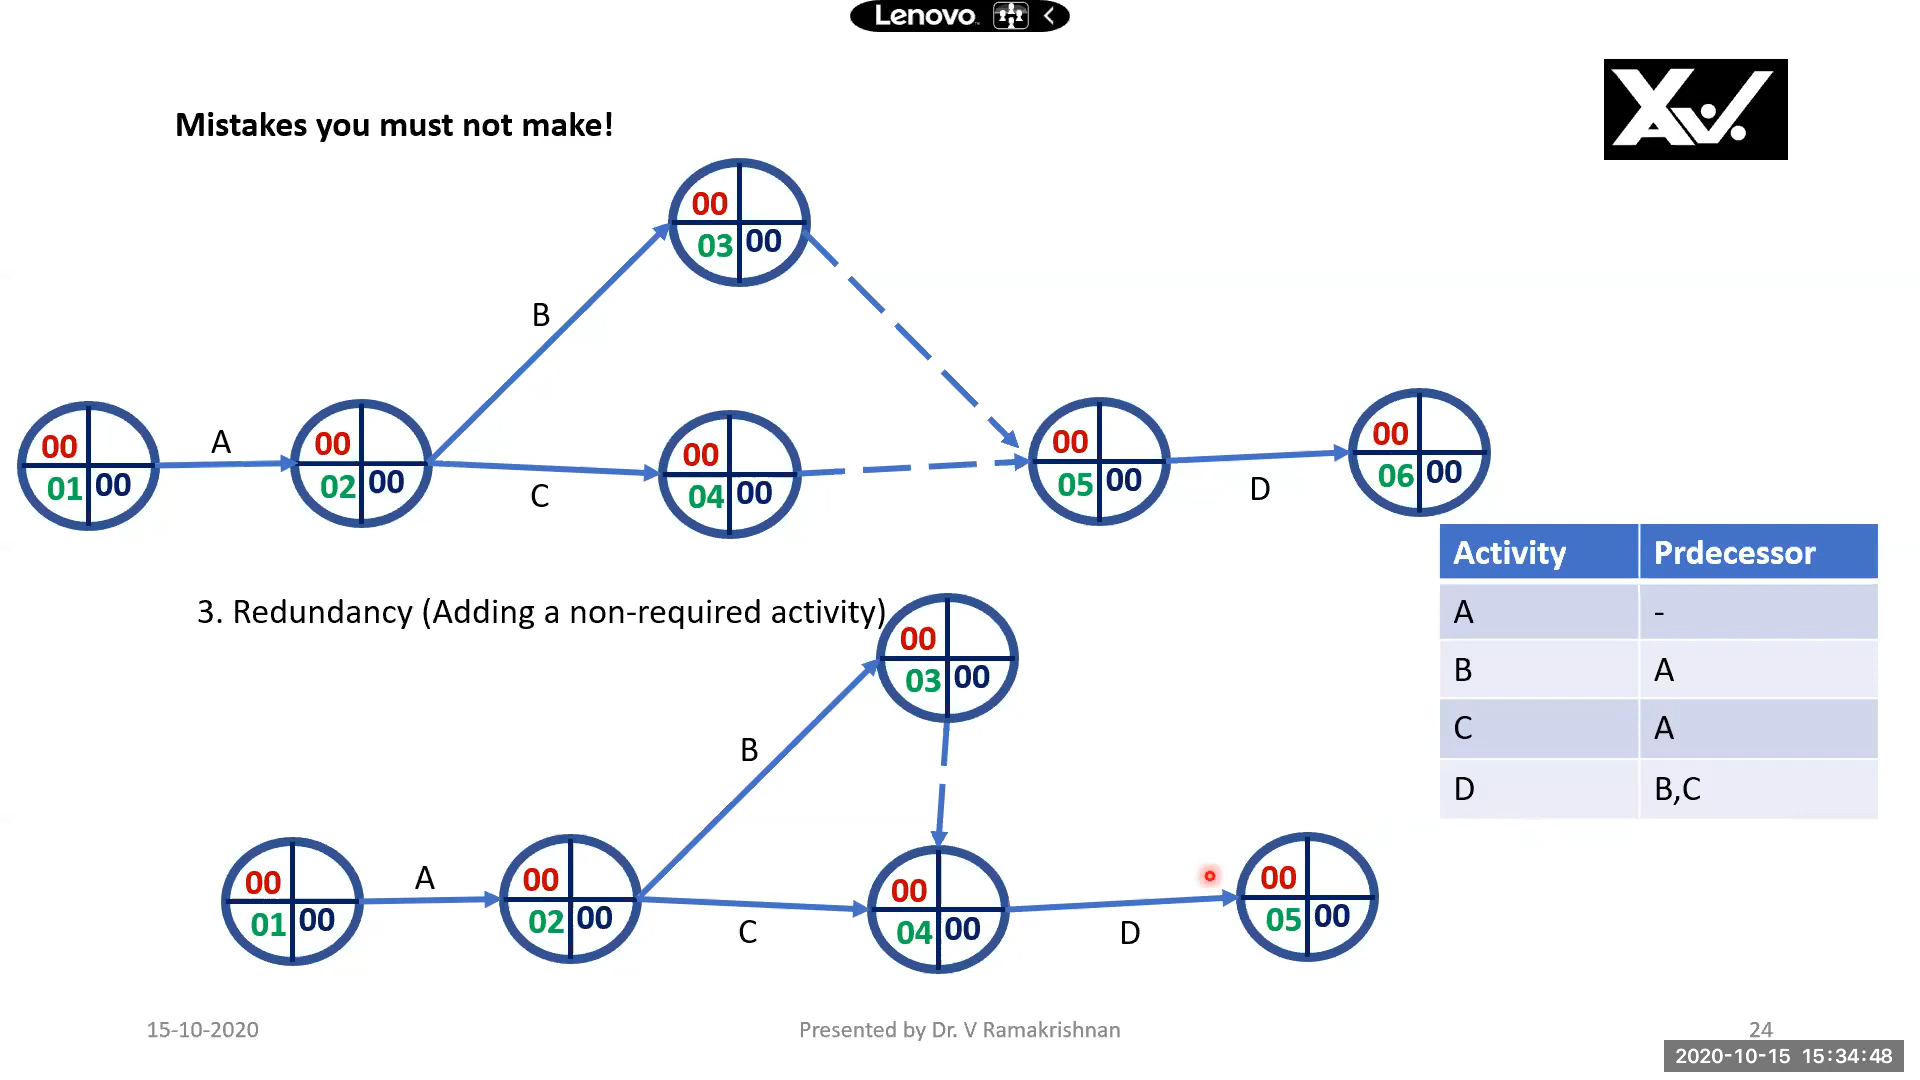 Lenovo
XAV.
Mistakes you must not make!
00
03 00
B
00
01 00
A
00
02 00
C
00
04 00
00
05 00
D
00
06 00
Activity Prdecessor
A -
B A
C A
D B,C
3. Redundancy (Adding a non-required activity)
00
03 00
B
00
01 00
A
00
02 00
C
00
04 00
D
00
05 00
15-10-2020
Presented by Dr. V Ramakrishnan
24
2020-10-15 15:34:48